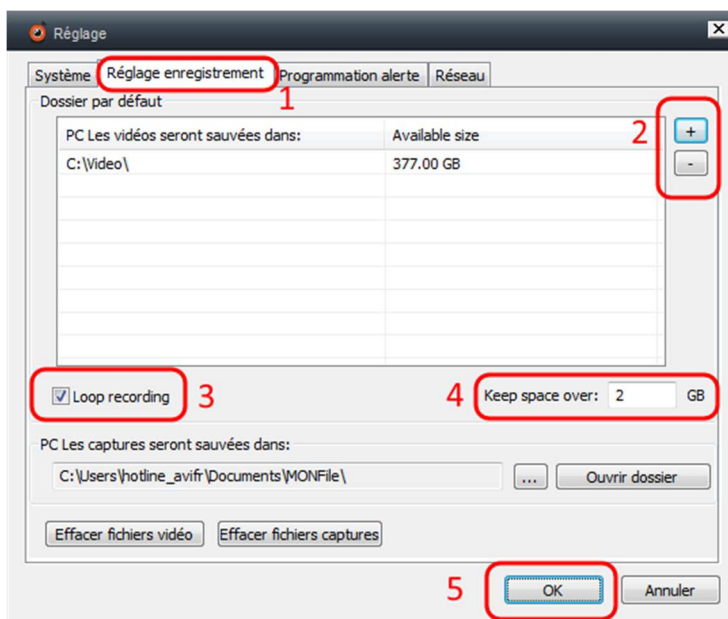 Réglage
Système Réglage enregistrement Programmation alerte Réseau
1
Dossier par défaut
PC Les vidéos seront sauvées dans: Available size
2 +
C:\Video\ 377.00 GB
-
Loop recording 3
4 Keep space over: 2 GB
PC Les captures seront sauvées dans:
C:\Users\hotline_avifr\Documents\MONFile\ ... Ouvrir dossier
Effacer fichiers vidéo Effacer fichiers captures
5 OK Annuler